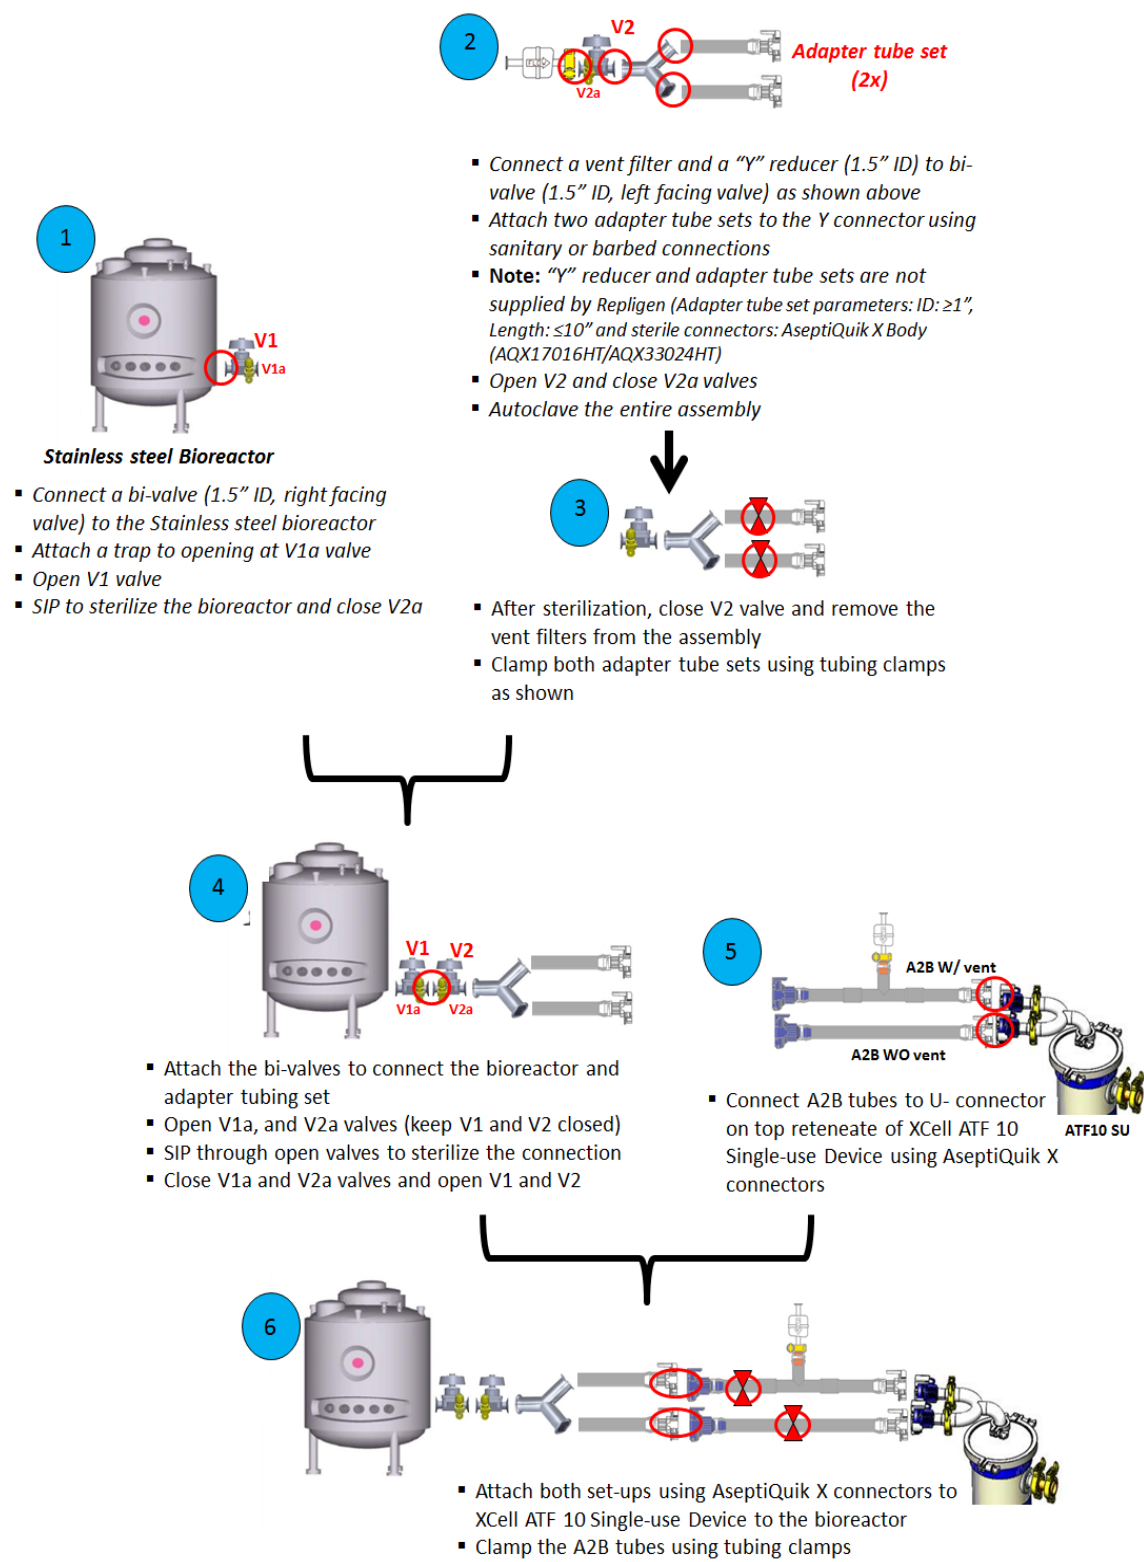 2
V2
V2a
Adapter tube set
(2x)
▪ Connect a vent filter and a “Y” reducer (1.5” ID) to bi-
valve (1.5” ID, left facing valve) as shown above
▪ Attach two adapter tube sets to the Y connector using
sanitary or barbed connections
▪ Note: “Y” reducer and adapter tube sets are not
supplied by Repligen (Adapter tube set parameters: ID: ≥1”,
Length: ≤10” and sterile connectors: AseptiQuik X Body
(AQX17016HT/AQX33024HT)
▪ Open V2 and close V2a valves
▪ Autoclave the entire assembly
1
V1
V1a
Stainless steel Bioreactor
▪ Connect a bi-valve (1.5” ID, right facing
valve) to the Stainless steel bioreactor
▪ Attach a trap to opening at V1a valve
▪ Open V1 valve
▪ SIP to sterilize the bioreactor and close V2a
3
▪ After sterilization, close V2 valve and remove the
vent filters from the assembly
▪ Clamp both adapter tube sets using tubing clamps
as shown
4
V1
V2
V1a
V2a
▪ Attach the bi-valves to connect the bioreactor and
adapter tubing set
▪ Open V1a, and V2a valves (keep V1 and V2 closed)
▪ SIP through open valves to sterilize the connection
▪ Close V1a and V2a valves and open V1 and V2
5
A2B W/ vent
A2B WO vent
ATF10 SU
▪ Connect A2B tubes to U- connector
on top reteneate of XCell ATF 10
Single-use Device using AseptiQuik X
connectors
6
▪ Attach both set-ups using AseptiQuik X connectors to
XCell ATF 10 Single-use Device to the bioreactor
▪ Clamp the A2B tubes using tubing clamps